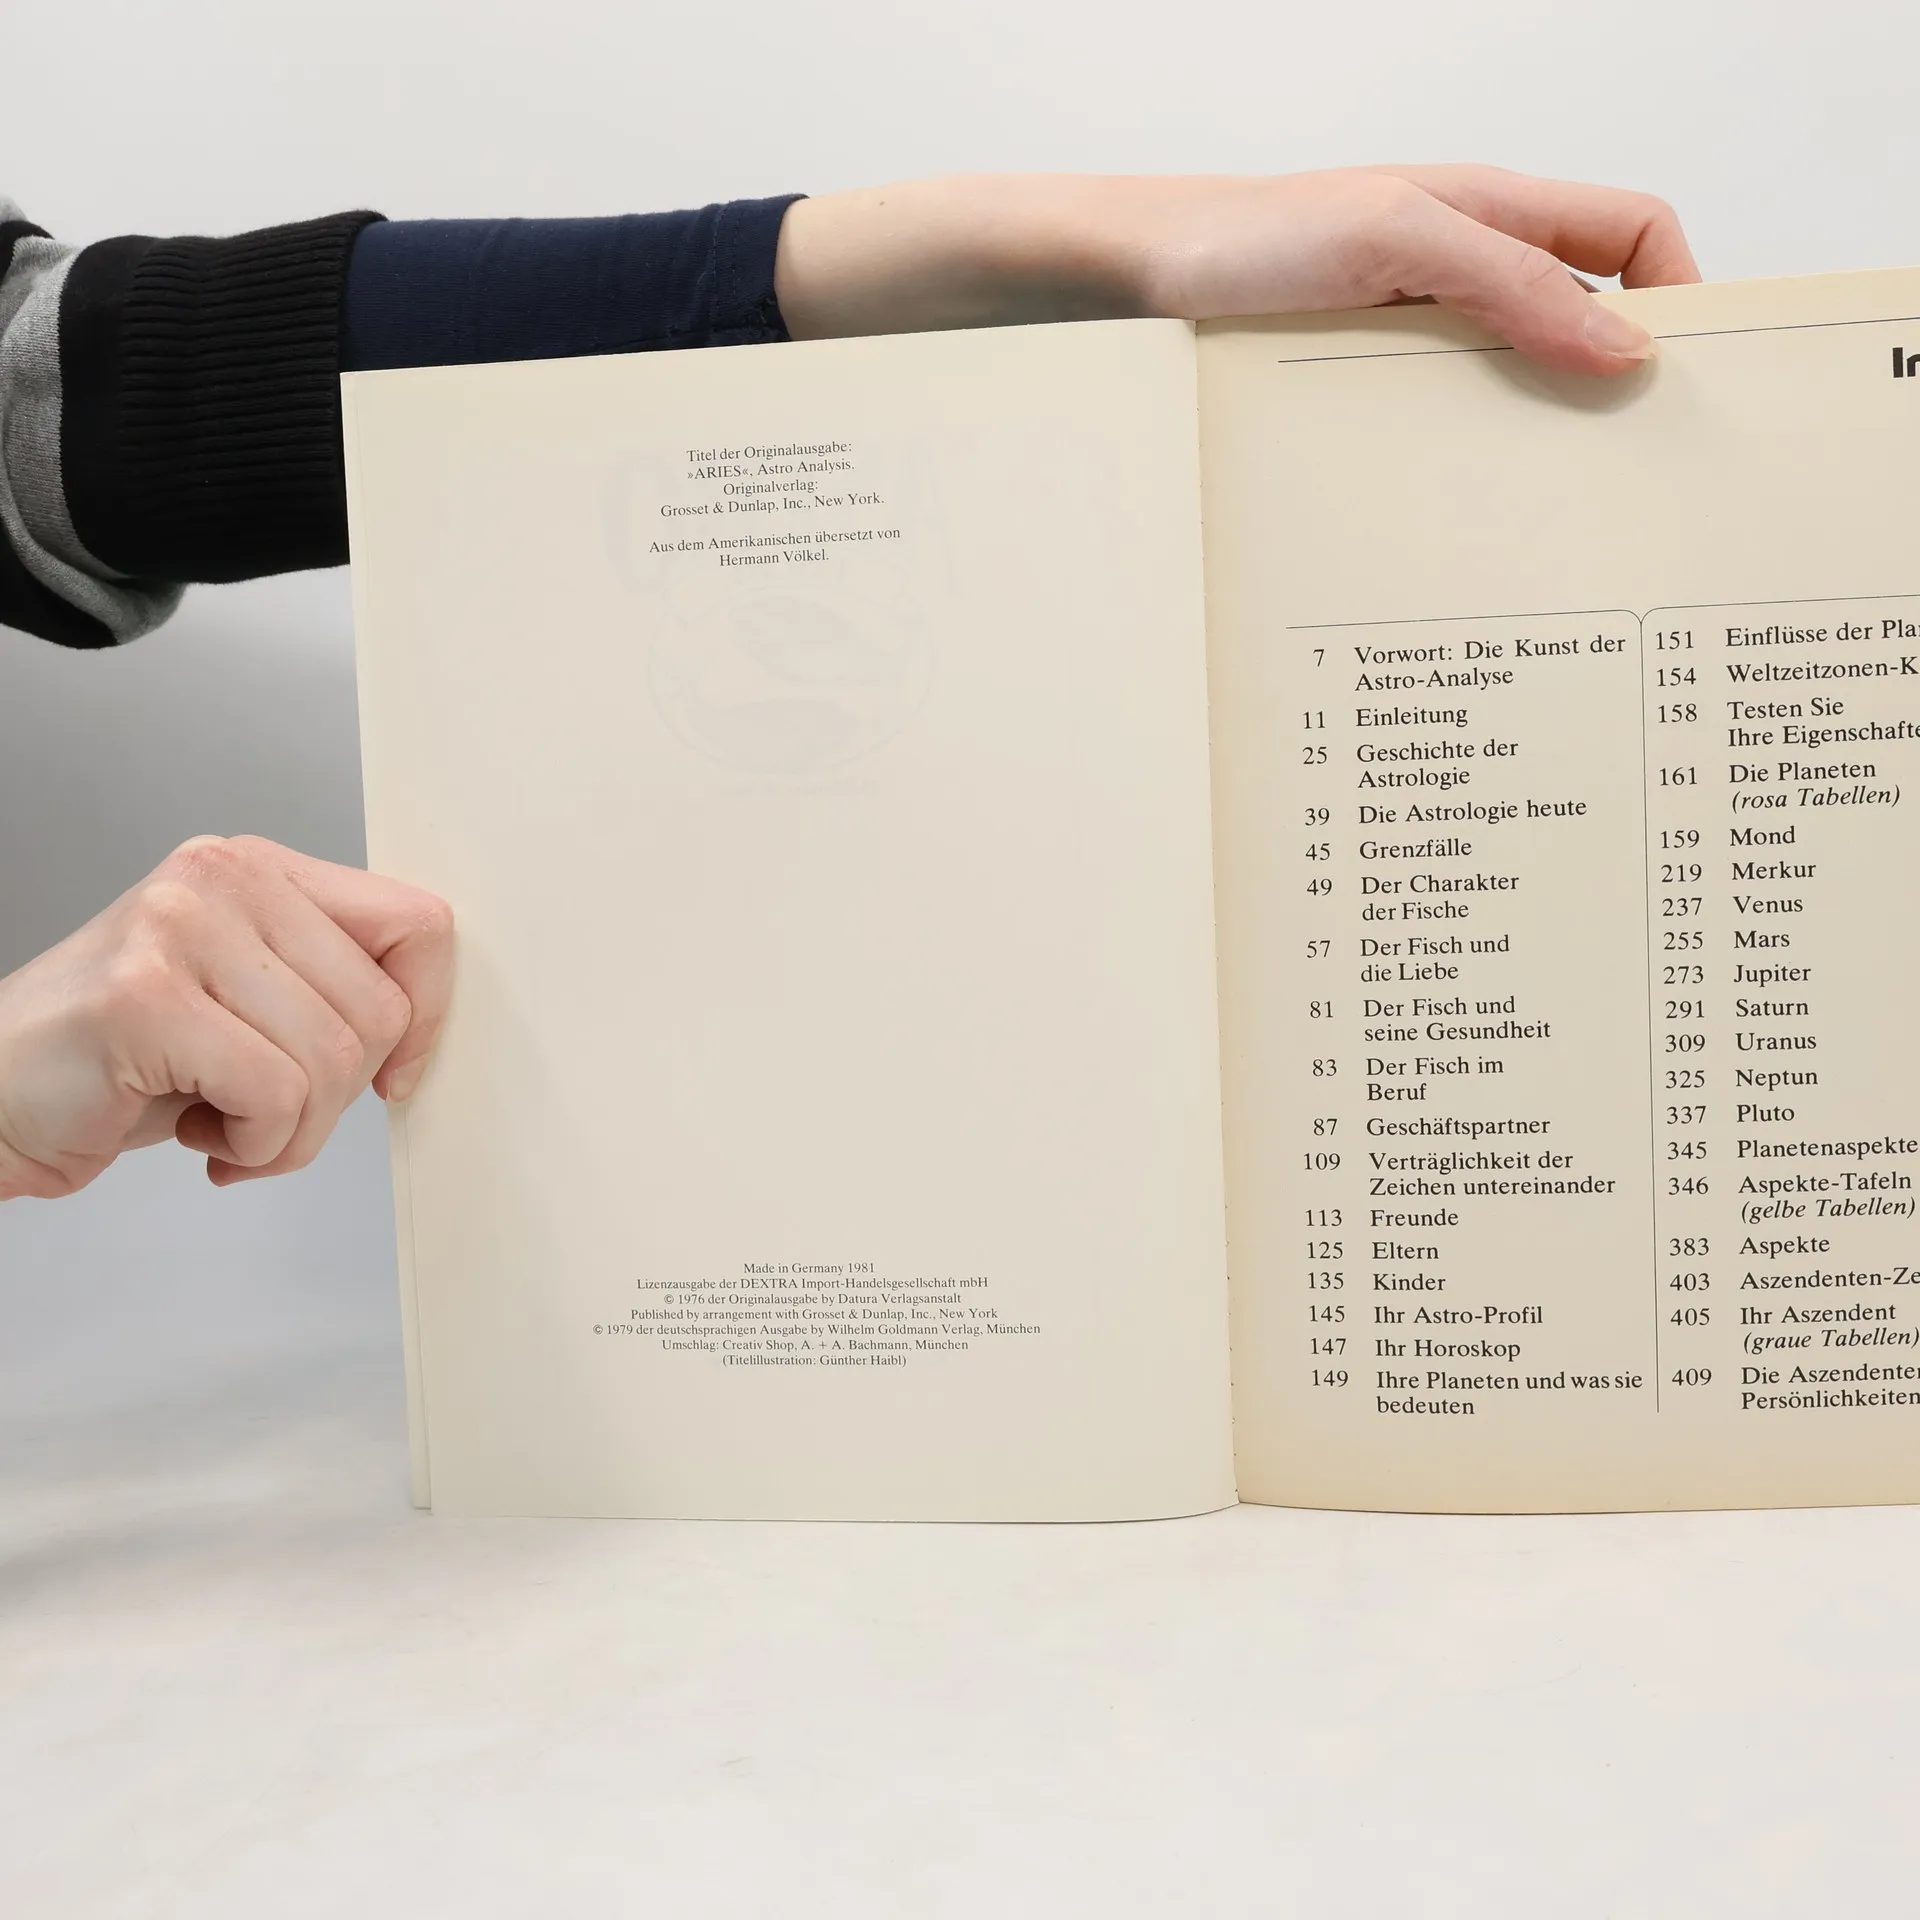 Titel der Originalausgabe:
»ARIES«, Astro Analysis.
Originalverlag:
Grosset & Dunlap, Inc., New York.
Aus dem Amerikanischen übersetzt von
Hermann Völkel.
Made in Germany 1981
Lizenzausgabe der DEXTRA Import-Handelsgesellschaft mbH
© 1976 der Originalausgabe by Datura Verlagsanstalt
Published by arrangement with Grosset & Dunlap, Inc., New York
© 1979 der deutschsprachigen Ausgabe by Wilhelm Goldmann Verlag, München
Umschlag: Creativ Shop, A. + A. Bachmann, München
(Titelillustration: Günther Haibl)
7 Vorwort: Die Kunst der
Astro-Analyse
11 Einleitung
25 Geschichte der
Astrologie
39 Die Astrologie heute
45 Grenzfälle
49 Der Charakter
der Fische
57 Der Fisch und
die Liebe
81 Der Fisch und
seine Gesundheit
83 Der Fisch im
Beruf
87 Geschäftspartner
109 Verträglichkeit der
Zeichen untereinander
113 Freunde
125 Eltern
135 Kinder
145 Ihr Astro-Profil
147 Ihr Horoskop
149 Ihre Planeten und was sie
bedeuten
151 Einflüsse der
154
158 Testen Sie
Ihre
161 Die Planeten
(rosa Tabellen)
159 Mond
219 Merkur
237 Venus
255 Mars
273 Jupiter
291 Saturn
309 Uranus
325 Neptun
337 Pluto
345 Planetenaspekte
346 Aspekte-Tafeln
(gelbe Tabellen)
383 Aspekte
403
405 Ihr Aszendent
(graue Tabellen)
409 Die